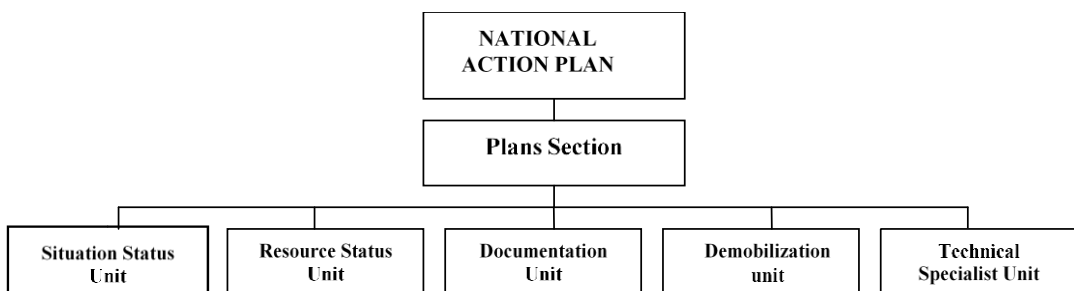 NATIONAL
ACTION PLAN
Plans Section
Situation Status
Unit
Resource Status
Unit
Documentation
Unit
Demobilization
unit
Technical
Specialist Unit